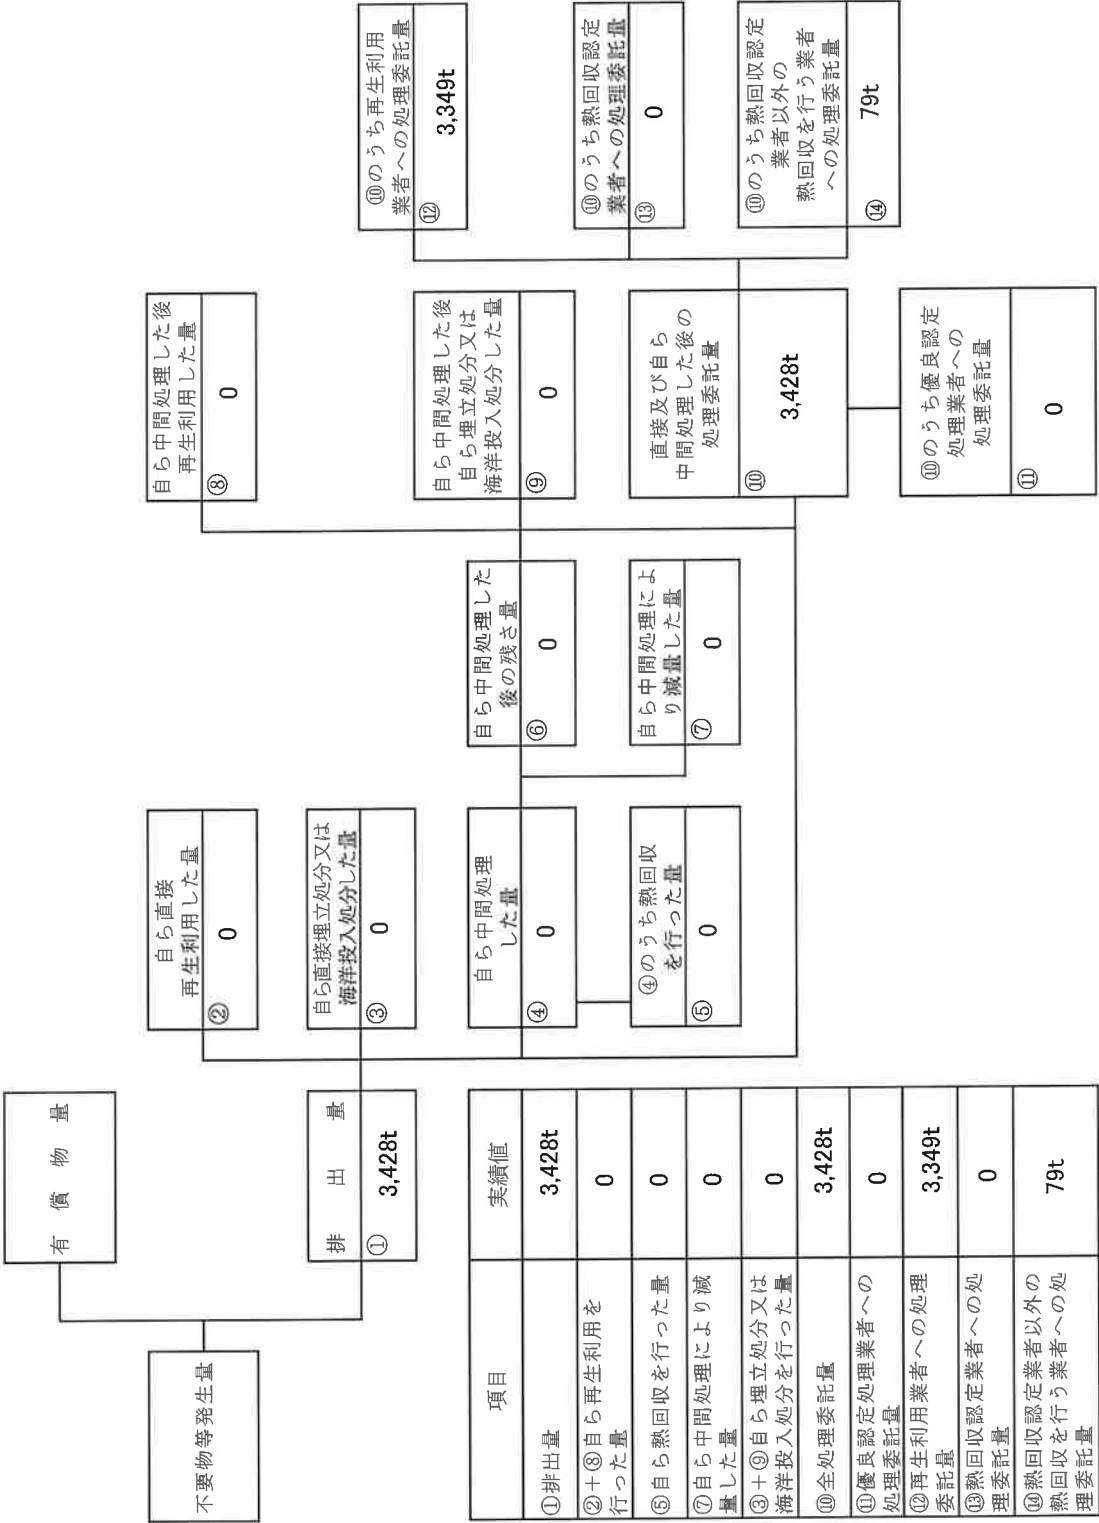 不要物等発生量
有償物量
排出量
①
3,428t
自ら直接
再生利用した量
②
0
自ら直接埋立処分又は
海洋投入処分した量
③
0
自ら中間処理
した量
④
0
④のうち熱回収
を行った量
⑤
0
自ら中間処理した
後の残さ量
⑥
0
自ら中間処理によ
り減量した量
⑦
0
自ら中間処理した後
再生利用した量
⑧
0
自ら中間処理した後
自ら埋立処分又は
海洋投入処分した量
⑨
0
直接及び自ら
中間処理した後の
処理委託量
⑩
3,428t
⑩のうち優良認定
処理業者への
処理委託量
⑪
0
⑩のうち再生利用
業者への処理委託量
⑫
3,349t
⑩のうち熱回収認定
業者への処理委託量
⑬
0
⑩のうち熱回収認定
業者以外の
熱回収を行う業者
への処理委託量
⑭
79t
項目
実績値
①排出量
3,428t
②+⑧自ら再生利用を
行った量
0
⑤自ら熱回収を行った量
0
⑦自ら中間処理により減
量した量
0
③+⑨自ら埋立処分又は
海洋投入処分を行った量
0
⑩全処理委託量
3,428t
⑪優良認定処理業者への
処理委託量
0
⑫再生利用業者への処理
委託量
3,349t
⑬熱回収認定業者への処
理委託量
0
⑭熱回収認定業者以外の
熱回収を行う業者への処
理委託量
79t